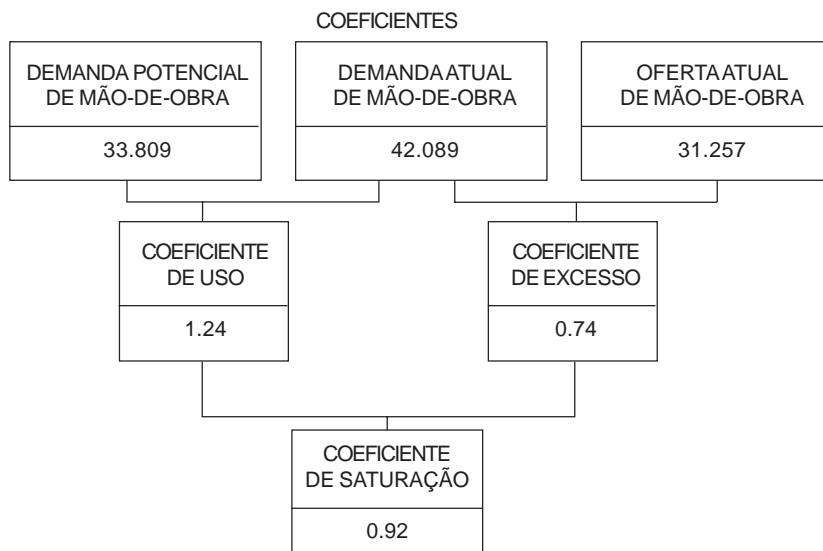 COEFICIENTES
DEMANDA POTENCIAL
DE MÃO-DE-OBRA
33.809
DEMANDA ATUAL
DE MÃO-DE-OBRA
42.089
OFERTA ATUAL
DE MÃO-DE-OBRA
31.257
COEFICIENTE
DE USO
1.24
COEFICIENTE
DE EXCESSO
0.74
COEFICIENTE
DE SATURAÇÃO
0.92